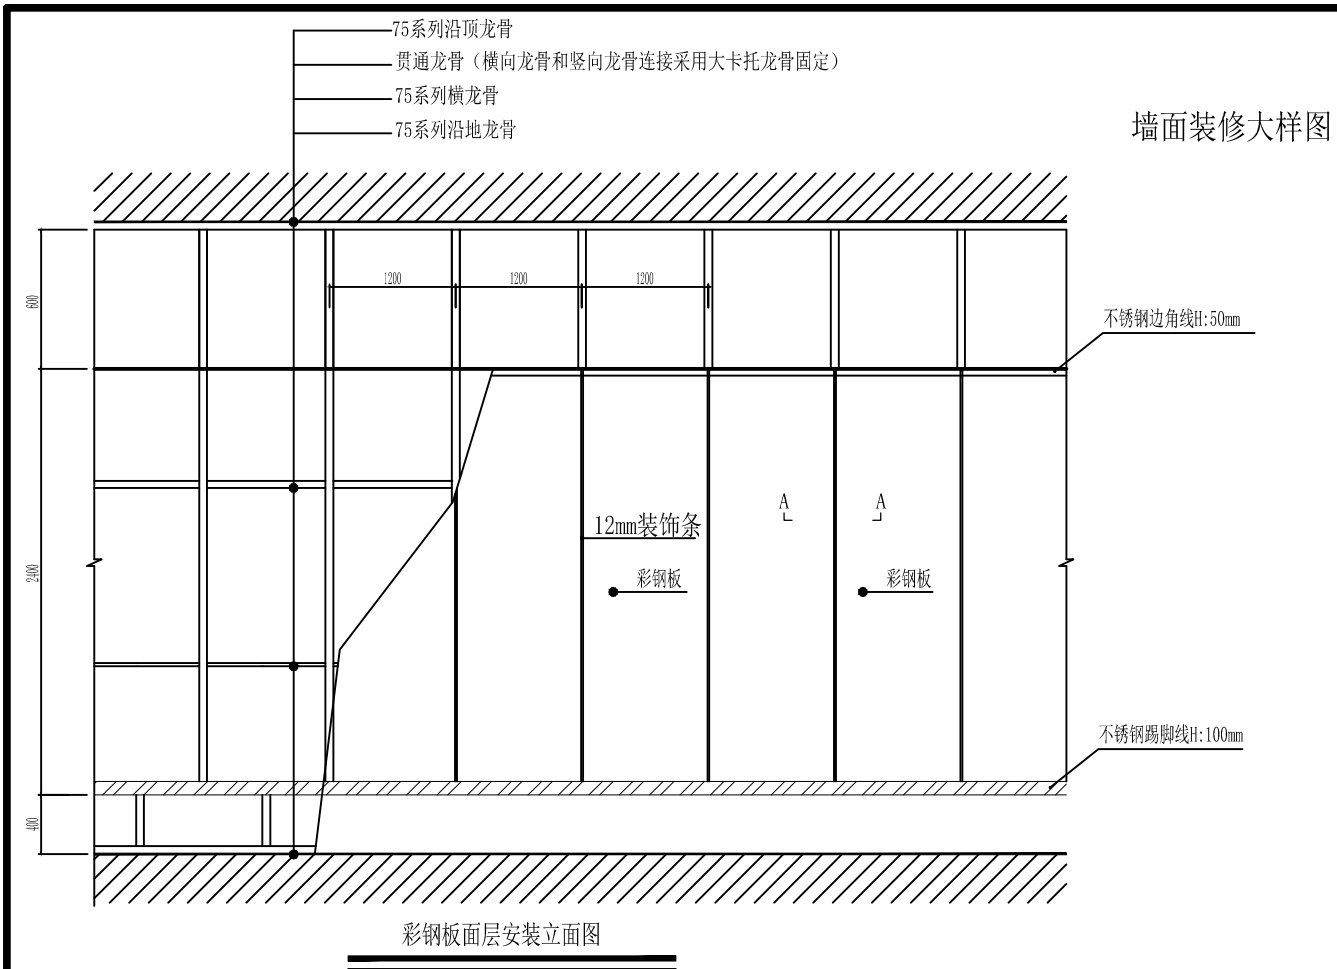 75系列沿顶龙骨
贯通龙骨（横向龙骨和竖向龙骨连接采用大卡托龙骨固定）
75系列横龙骨
75系列沿地龙骨
墙面装修大样图
1200
1200
1200
600
不锈钢边角线H:50mm
A
A
12mm装饰条
彩钢板
彩钢板
2400
不锈钢踢脚线H:100mm
400
彩钢板面层安装立面图